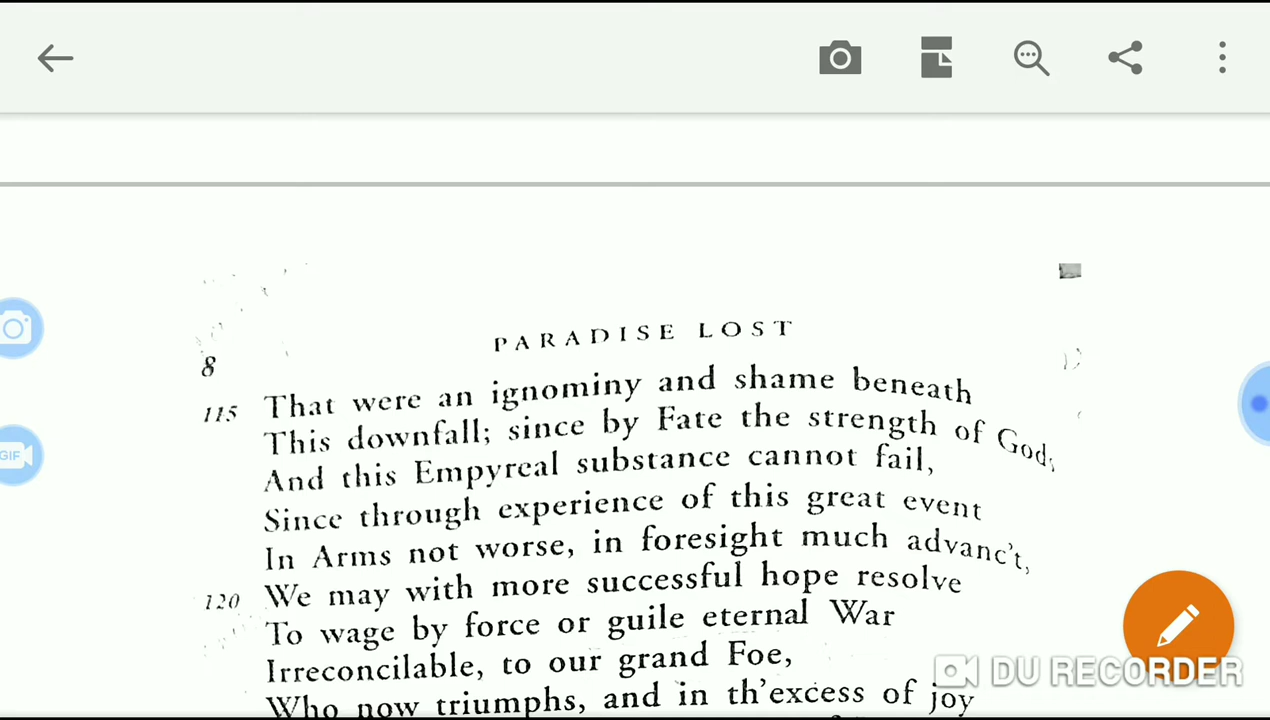 PARADISE LOST
8
115 That were an ignominy and shame beneath
This downfall; since by Fate the strength of Gods
And this Empyreal substance cannot fail,
Since through experience of this great event
In Arms not worse, in foresight much advanc't,
120 We may with more successful hope resolve
To wage by force or guile eternal War
Irreconcilable, to our grand Foe,
Who now triumphs, and in th'excess of joy
GIF
DU RECORDER